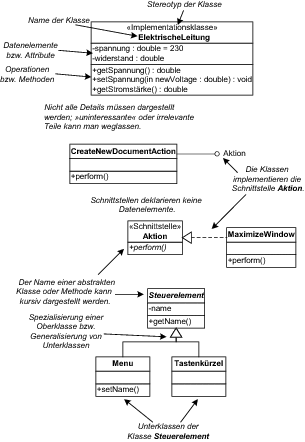 Stereotyp der Klasse
Name der Klasse
«Implementationsklasse»
ElektrischeLeitung
Datenelemente
bzw. Attribute
-spannung : double = 230
-widerstand : double
Operationen
bzw. Methoden
+getSpannung() : double
+setSpannung(in newVoltage : double) : void
+getStromstärke() : double
Nicht alle Details müssen dargestellt
werden; »uninteressante« oder irrelevante
Teile kann man weglassen.
CreateNewDocumentAction
+perform()
Aktion
Die Klassen
implementieren die
Schnittstelle Aktion.
Schnittstellen deklarieren keine
Datenelemente.
«Schnittstelle»
Aktion
+perform()
MaximizeWindow
+perform()
Der Name einer abstrakten
Klasse oder Methode kann
kursiv dargestellt werden.
Steuerelement
-name
+getName()
Spezialisierung einer
Oberklasse bzw.
Generalisierung von
Unterklassen
Menu
+setName()
Tastenkürzel
Unterklassen der
Klasse Steuerelement